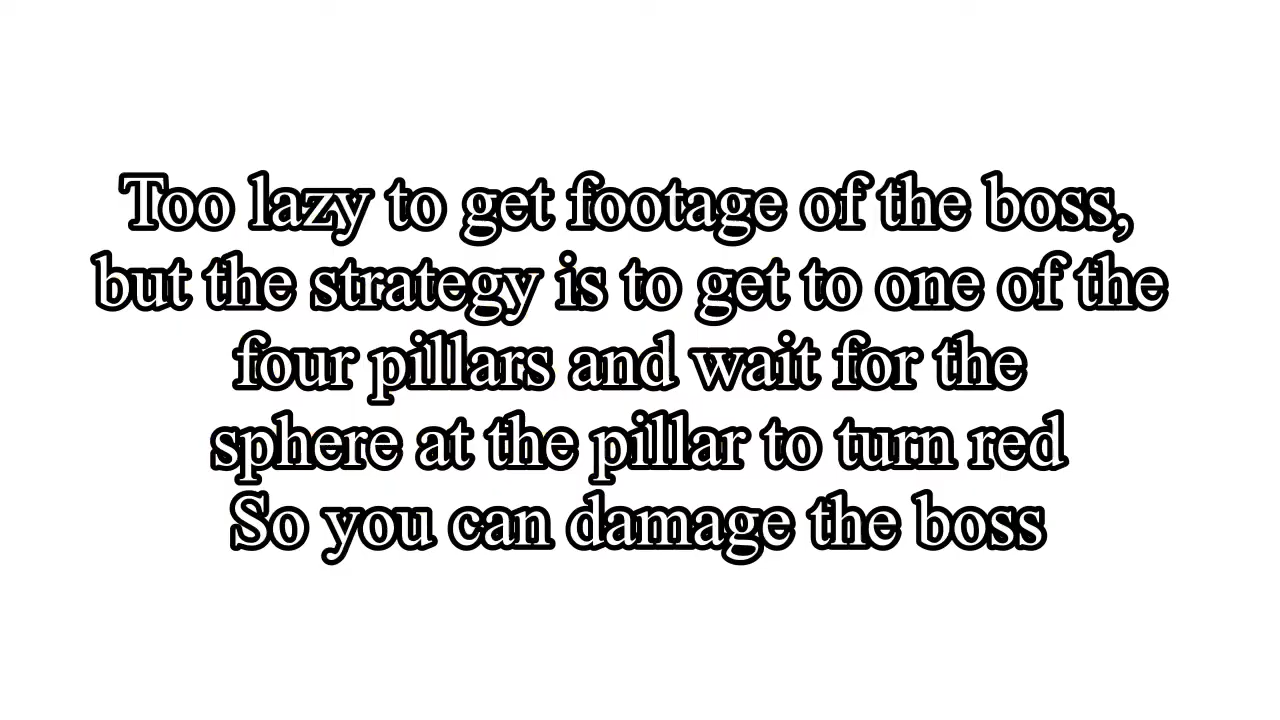 Too lazy to get footage of the boss,
but the strategy is to get to one of the
four pillars and wait for the
sphere at the pillar to turn red
So you can damage the boss